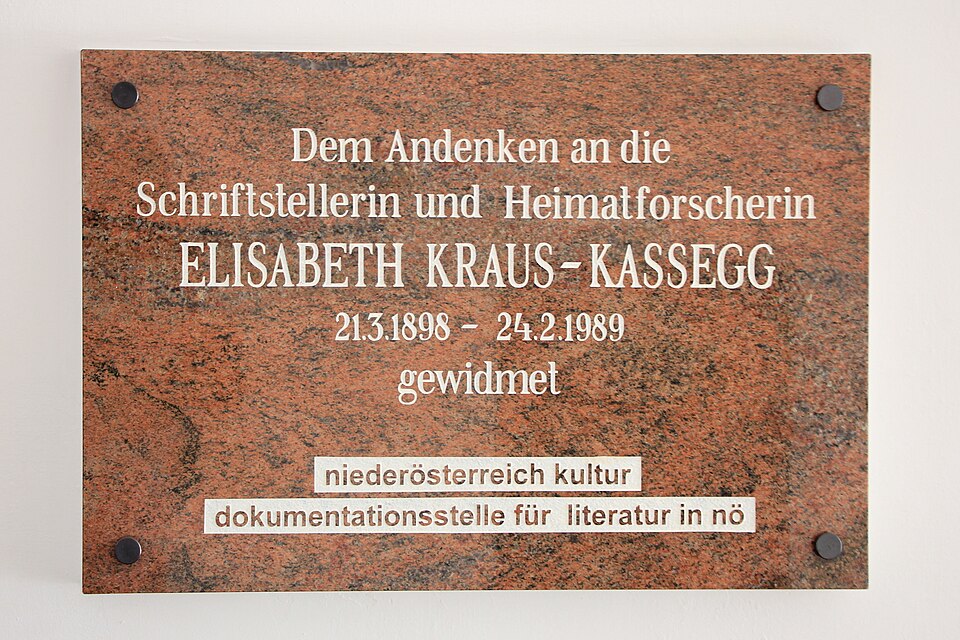 Dem Andenken an die
Schriftstellerin und Heimatforscherin
ELISABETH KRAUS-KASSEGG
21.3.1898 - 24.2.1989
gewidmet
niederösterreich kultur
dokumentationsstelle für literatur in nö